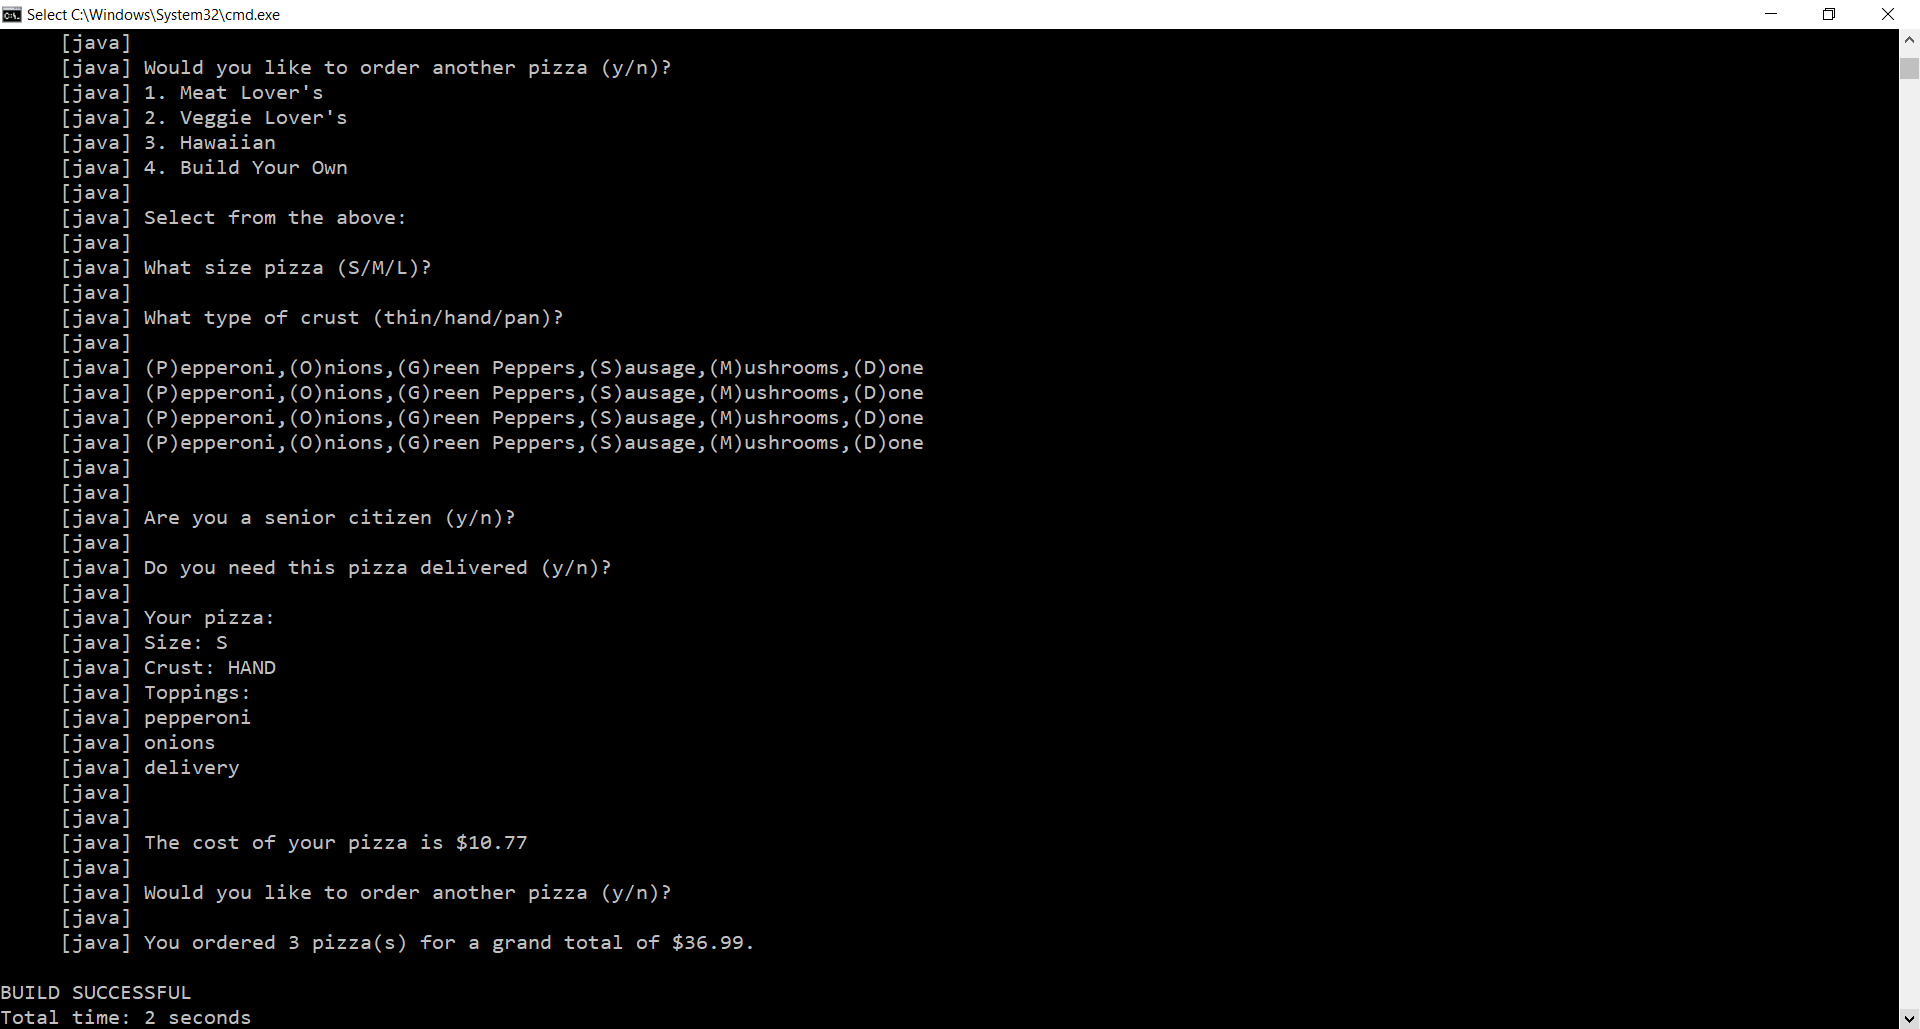 Select C:\Windows\System32\cmd.exe
[java]
[java] Would you like to order another pizza (y/n)?
[java] 1. Meat Lover's
[java] 2. Veggie Lover's
[java] 3. Hawaiian
[java] 4. Build Your Own
[java]
[java] Select from the above:
[java]
[java] What size pizza (S/M/L)?
[java]
[java] What type of crust (thin/hand/pan)?
[java]
[java] (P)epperoni,(O)nions,(G)reen Peppers,(S)ausage,(M)ushrooms,(D)one
[java] (P)epperoni,(O)nions,(G)reen Peppers,(S)ausage,(M)ushrooms,(D)one
[java] (P)epperoni,(O)nions,(G)reen Peppers,(S)ausage,(M)ushrooms,(D)one
[java] (P)epperoni,(O)nions,(G)reen Peppers,(S)ausage,(M)ushrooms,(D)one
[java]
[java]
[java] Are you a senior citizen (y/n)?
[java]
[java] Do you need this pizza delivered (y/n)?
[java]
[java] Your pizza:
[java] Size: S
[java] Crust: HAND
[java] Toppings:
[java] pepperoni
[java] onions
[java] delivery
[java]
[java]
[java] The cost of your pizza is $10.77
[java]
[java] Would you like to order another pizza (y/n)?
[java]
[java] You ordered 3 pizza(s) for a grand total of $36.99.
BUILD SUCCESSFUL
Total time: 2 seconds